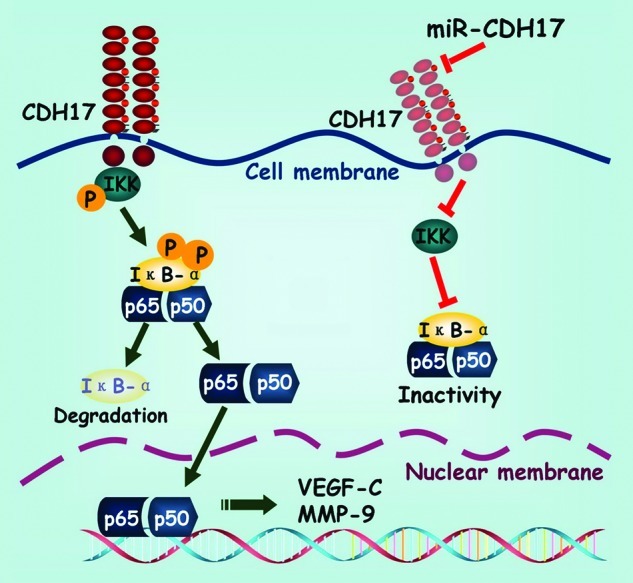 miR-CDH17
CDH17
CDH17
Cell membrane
IKK
P
IKK
P P
IκB-α
p65 p50
IκB-α
p65 p50
Inactivity
IκB-α
Degradation
p65 p50
Nuclear membrane
p65 p50
VEGF-C
MMP-9